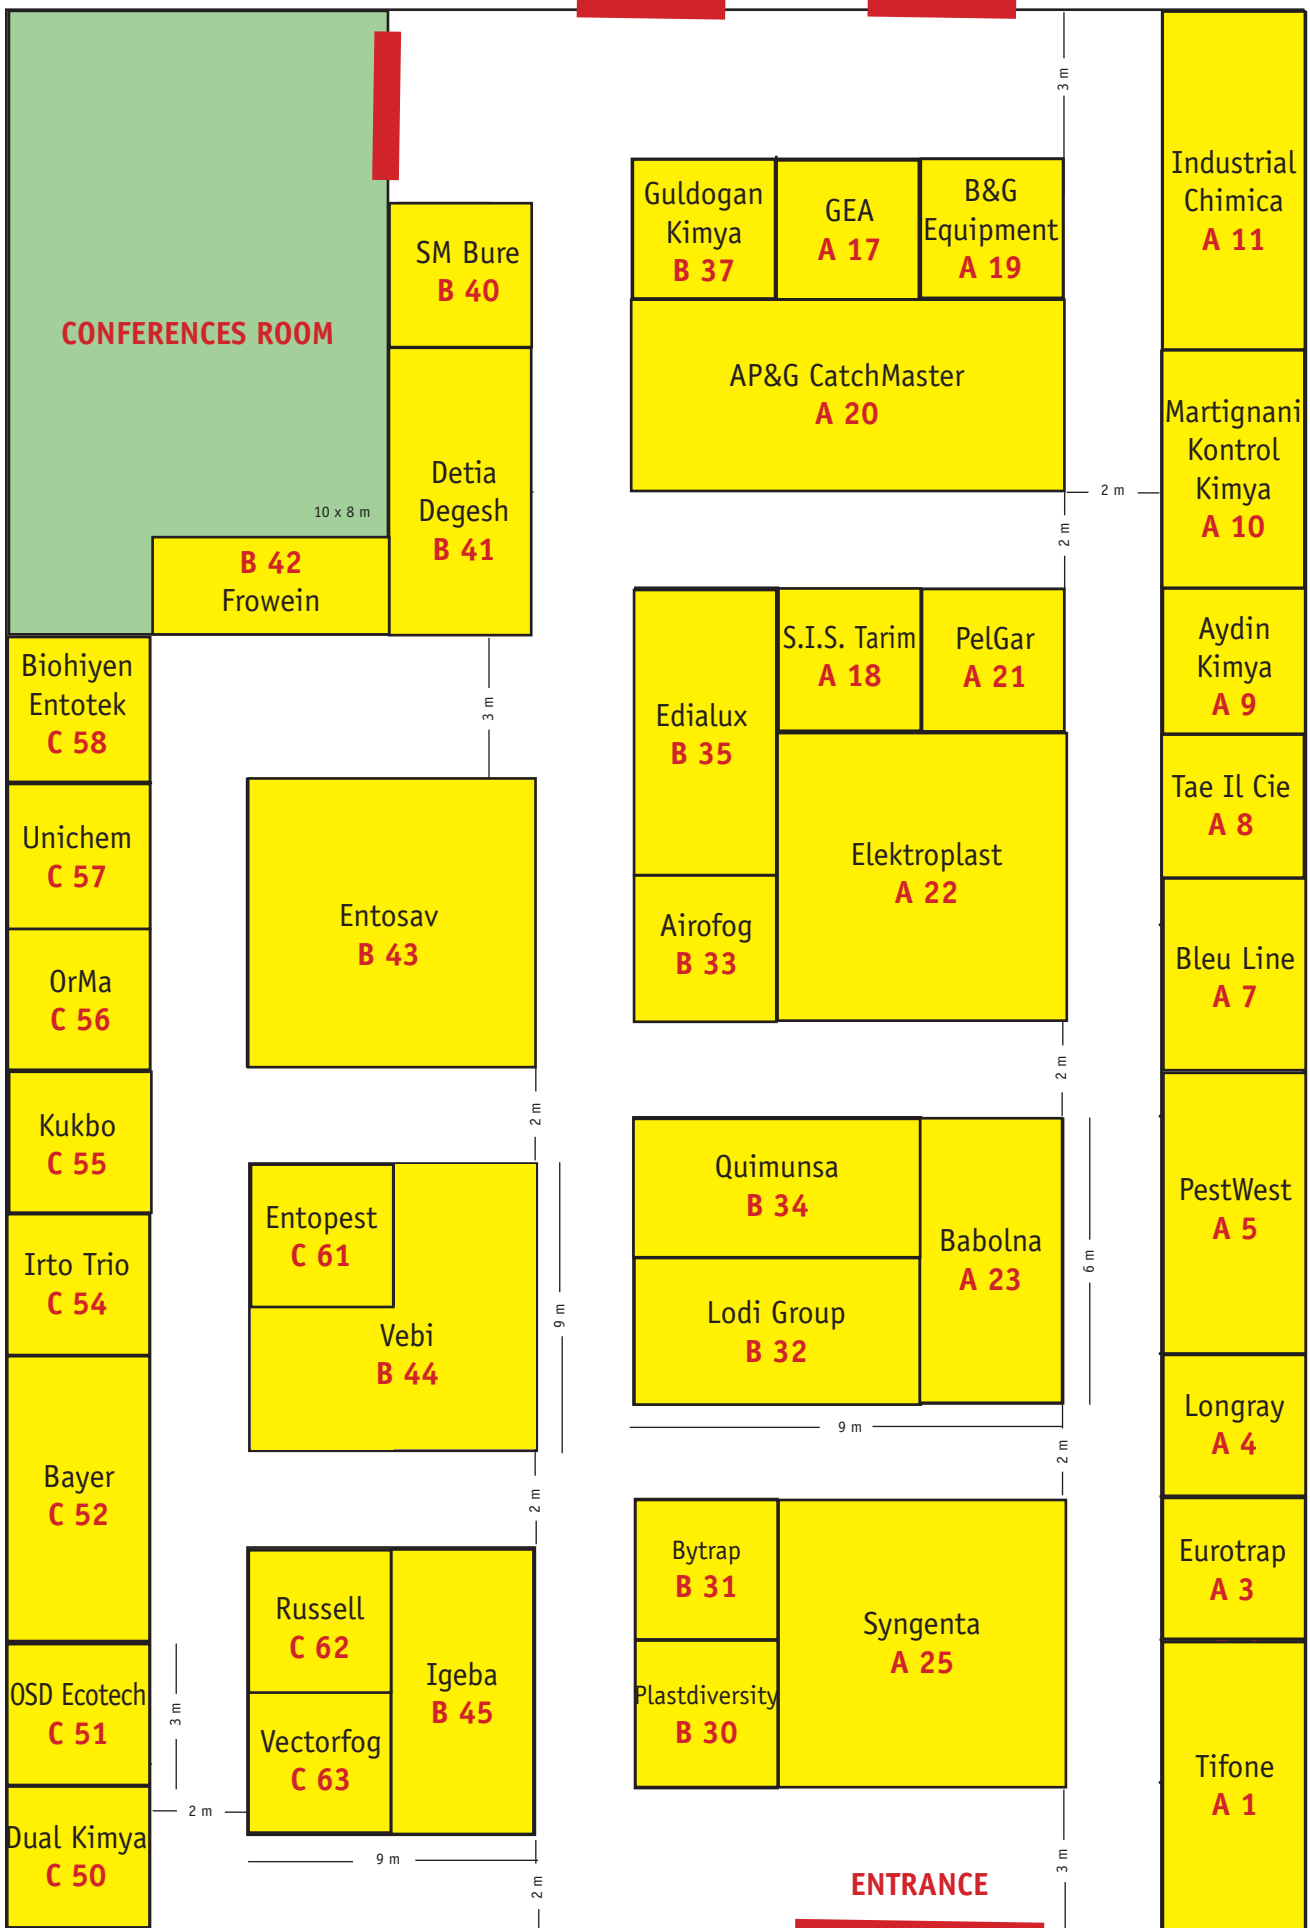 3 m
Industrial
Chimica
A 11
Guldogan
Kimya
B 37
GEA
A 17
B&G
Equipment
A 19
SM Bure
B 40
CONFERENCES ROOM
10 x 8 m
AP&G CatchMaster
A 20
Martignani
Kontrol
Kimya
A 10
2 m
2 m
Detia
Degesh
B 41
B 42
Frowein
Biohiyen
Entotek
C 58
3 m
Edialux
B 35
S.I.S. Tarim
A 18
PelGar
A 21
Aydin
Kimya
A 9
Tae Il Cie
A 8
Unichem
C 57
Entosav
B 43
Elektroplast
A 22
Airofog
B 33
Bleu Line
A 7
OrMa
C 56
2 m
2 m
Kukbo
C 55
Quimunsa
B 34
Babolna
A 23
6 m
PestWest
A 5
Entopest
C 61
Irto Trio
C 54
Vebi
B 44
9 m
Lodi Group
B 32
9 m
Longray
A 4
2 m
2 m
Bayer
C 52
Bytrap
B 31
Eurotrap
A 3
Russell
C 62
Igeba
B 45
Syngenta
A 25
OSD Ecotech
C 51
3 m
Plastdiversity
B 30
Vectorfog
C 63
Tifone
A 1
2 m
Dual Kimya
C 50
9 m
2 m
3 m
ENTRANCE